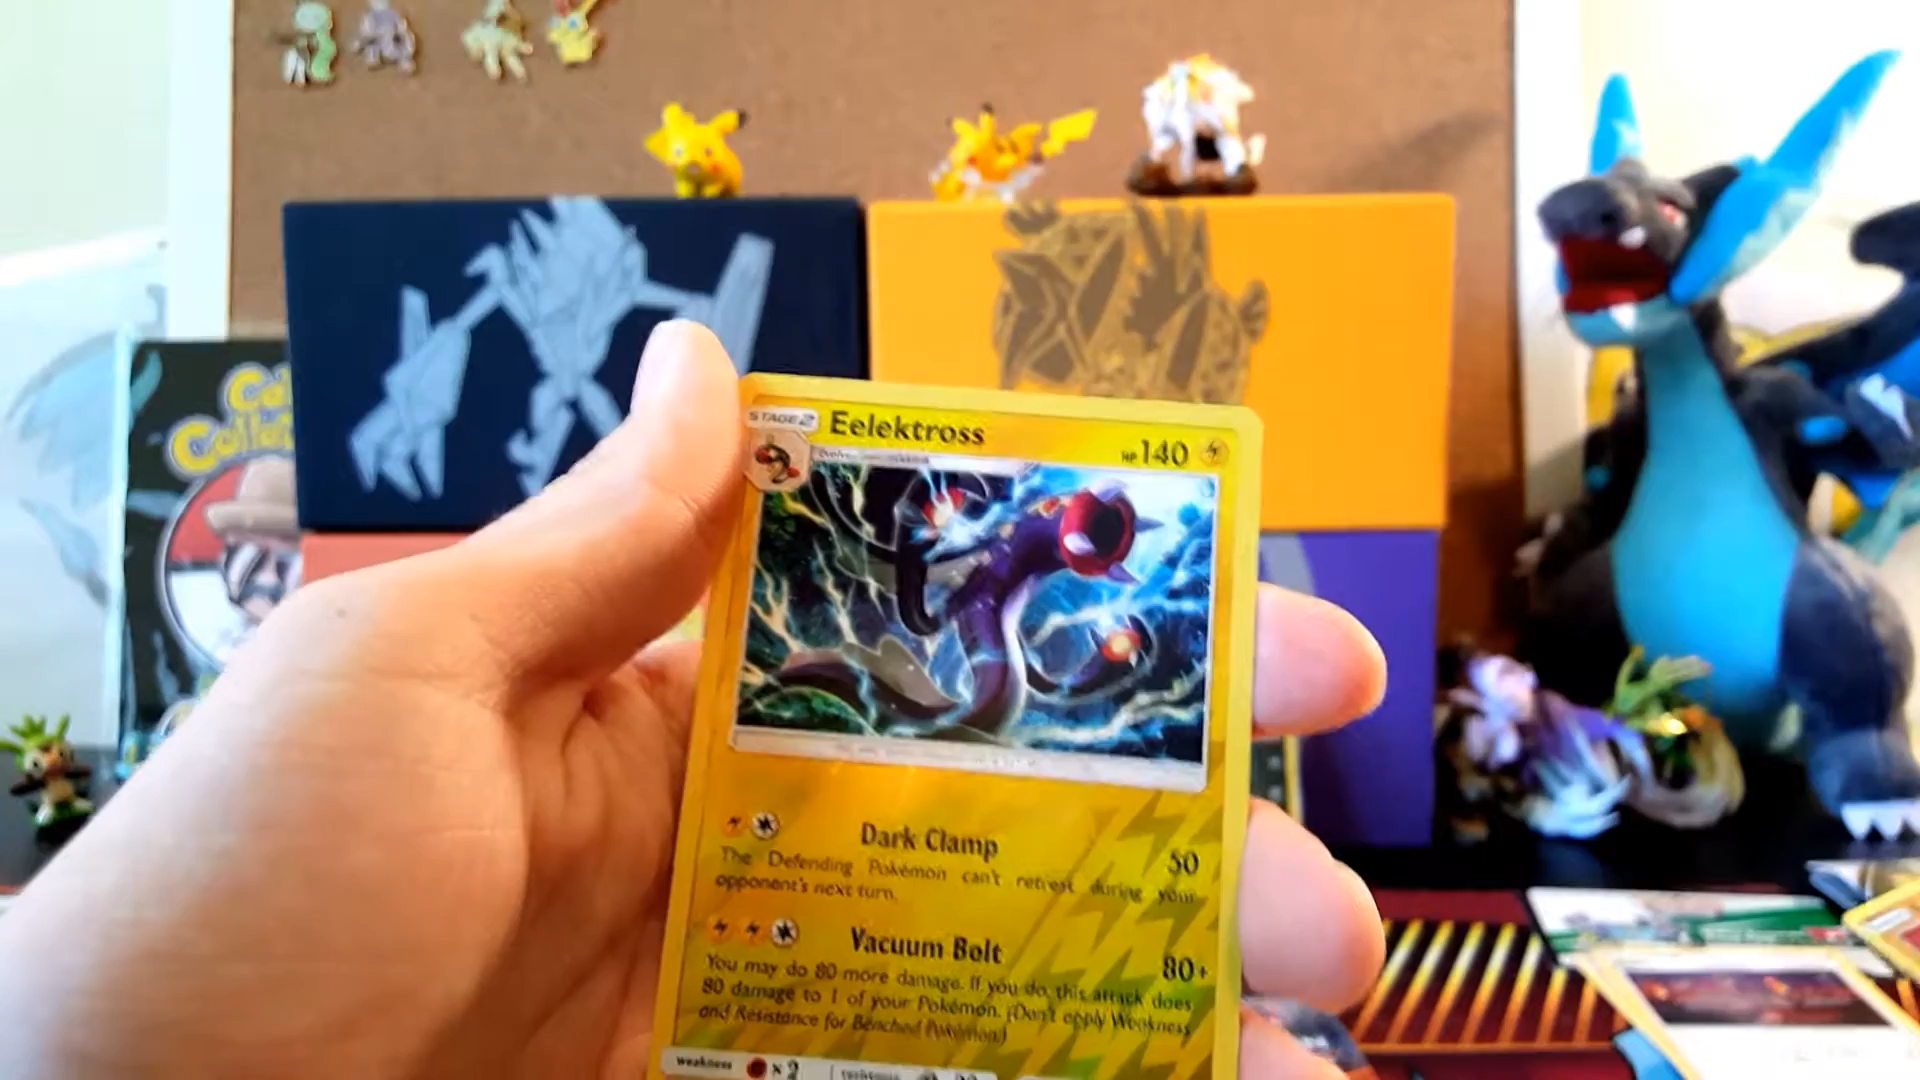 STAGE 2
Eelektross
HP 140
Dark Clamp
50
The Defending Pokémon can't retreat during your
opponent's next turn.
Vacuum Bolt
80+
You may do 80 more damage. If you do, this attack does
80 damage to 1 of your Pokémon. (Don't apply Weakness
and Resistance for Benched Pokémon.)
weakness
×2